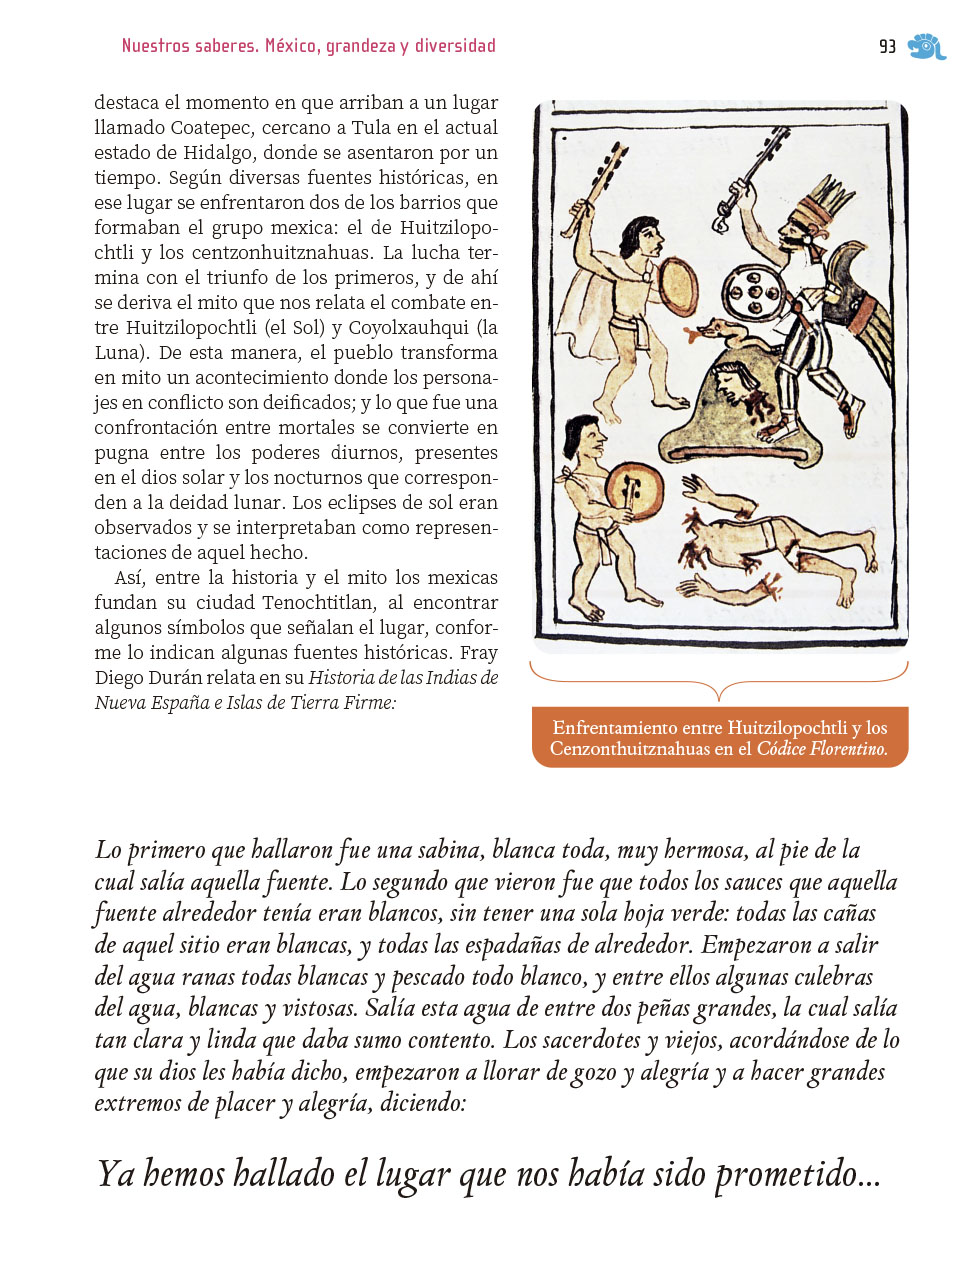 Nuestros saberes. México, grandeza y diversidad
93
destaca el momento en que arriban a un lugar
llamado Coatepec, cercano a Tula en el actual
estado de Hidalgo, donde se asentaron por un
tiempo. Según diversas fuentes históricas, en
ese lugar se enfrentaron dos de los barrios que
formaban el grupo mexica: el de Huitzilopo-
chtli y los centzonhuitznahuas. La lucha ter-
mina con el triunfo de los primeros, y de ahí
se deriva el mito que nos relata el combate en-
tre Huitzilopochtli (el Sol) y Coyolxauhqui (la
Luna). De esta manera, el pueblo transforma
en mito un acontecimiento donde los persona-
jes en conflicto son deificados; y lo que fue una
confrontación entre mortales se convierte en
pugna entre los poderes diurnos, presentes
en el dios solar y los nocturnos que correspon-
den a la deidad lunar. Los eclipses de sol eran
observados y se interpretaban como represen-
taciones de aquel hecho.
Así, entre la historia y el mito los mexicas
fundan su ciudad Tenochtitlan, al encontrar
algunos símbolos que señalan el lugar, confor-
me lo indican algunas fuentes históricas. Fray
Diego Durán relata en su Historia de las Indias de
Nueva España e Islas de Tierra Firme:
Enfrentamiento entre Huitzilopochtli y los
Cenzonthuitznahuas en el Códice Florentino.
Lo primero que hallaron fue una sabina, blanca toda, muy hermosa, al pie de la
cual salía aquella fuente. Lo segundo que vieron fue que todos los sauces que aquella
fuente alrededor tenía eran blancos, sin tener una sola hoja verde: todas las cañas
de aquel sitio eran blancas, y todas las espadañas de alrededor. Empezaron a salir
del agua ranas todas blancas y pescado todo blanco, y entre ellos algunas culebras
del agua, blancas y vistosas. Salía esta agua de entre dos peñas grandes, la cual salía
tan clara y linda que daba sumo contento. Los sacerdotes y viejos, acordándose de lo
que su dios les había dicho, empezaron a llorar de gozo y alegría y a hacer grandes
extremos de placer y alegría, diciendo:
Ya hemos hallado el lugar que nos había sido prometido...